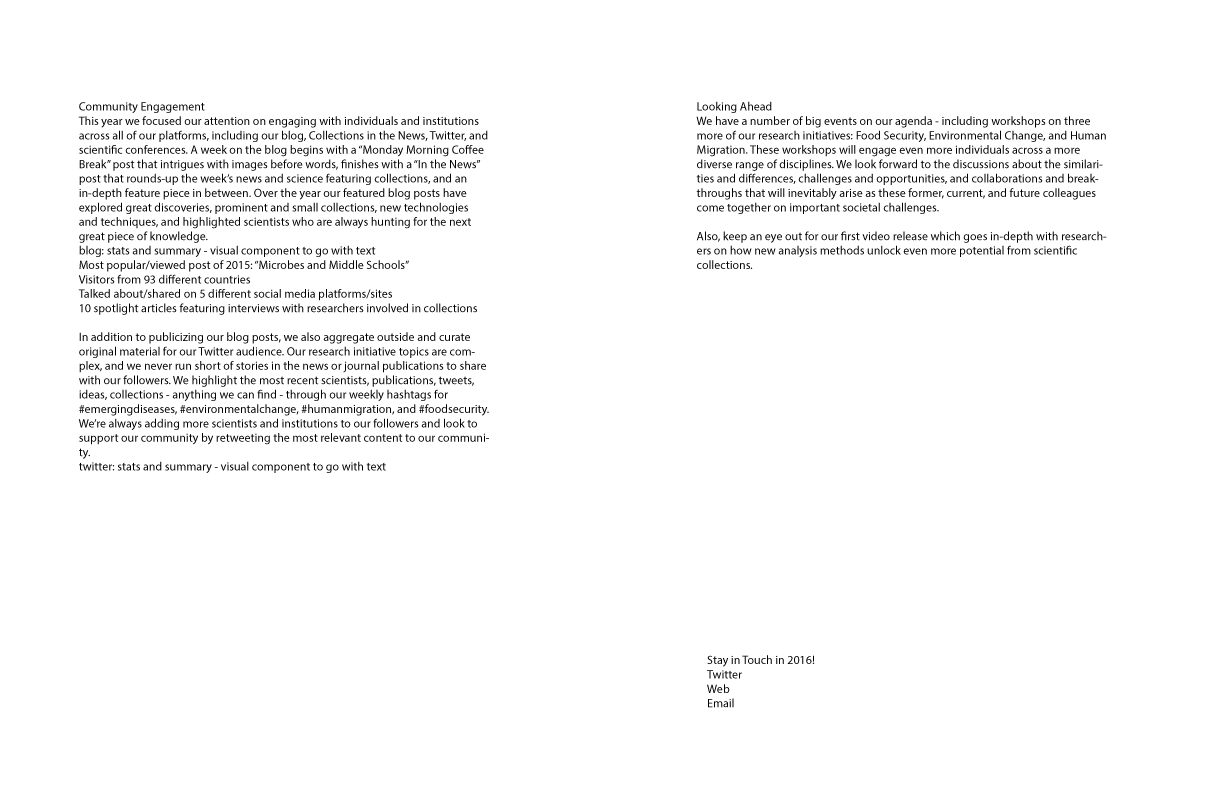 Community Engagement
This year we focused our attention on engaging with individuals and institutions
across all of our platforms, including our blog, Collections in the News, Twitter, and
scientific conferences. A week on the blog begins with a “Monday Morning Coffee
Break” post that intrigues with images before words, finishes with a “In the News”
post that rounds-up the week’s news and science featuring collections, and an
in-depth feature piece in between. Over the year our featured blog posts have
explored great discoveries, prominent and small collections, new technologies
and techniques, and highlighted scientists who are always hunting for the next
great piece of knowledge.
blog: stats and summary - visual component to go with text
Most popular/viewed post of 2015: “Microbes and Middle Schools”
Visitors from 93 different countries
Talked about/shared on 5 different social media platforms/sites
10 spotlight articles featuring interviews with researchers involved in collections
In addition to publicizing our blog posts, we also aggregate outside and curate
original material for our Twitter audience. Our research initiative topics are com-
plex, and we never run short of stories in the news or journal publications to share
with our followers. We highlight the most recent scientists, publications, tweets,
ideas, collections - anything we can find - through our weekly hashtags for
#emergingdiseases, #environmentalchange, #humanmigration, and #foodsecurity.
We’re always adding more scientists and institutions to our followers and look to
support our community by retweeting the most relevant content to our communi-
ty.
twitter: stats and summary - visual component to go with text
Looking Ahead
We have a number of big events on our agenda - including workshops on three
more of our research initiatives: Food Security, Environmental Change, and Human
Migration. These workshops will engage even more individuals across a more
diverse range of disciplines. We look forward to the discussions about the similari-
ties and differences, challenges and opportunities, and collaborations and break-
throughs that will inevitably arise as these former, current, and future colleagues
come together on important societal challenges.
Also, keep an eye out for our first video release which goes in-depth with research-
ers on how new analysis methods unlock even more potential from scientific
collections.
Stay in Touch in 2016!
Twitter
Web
Email